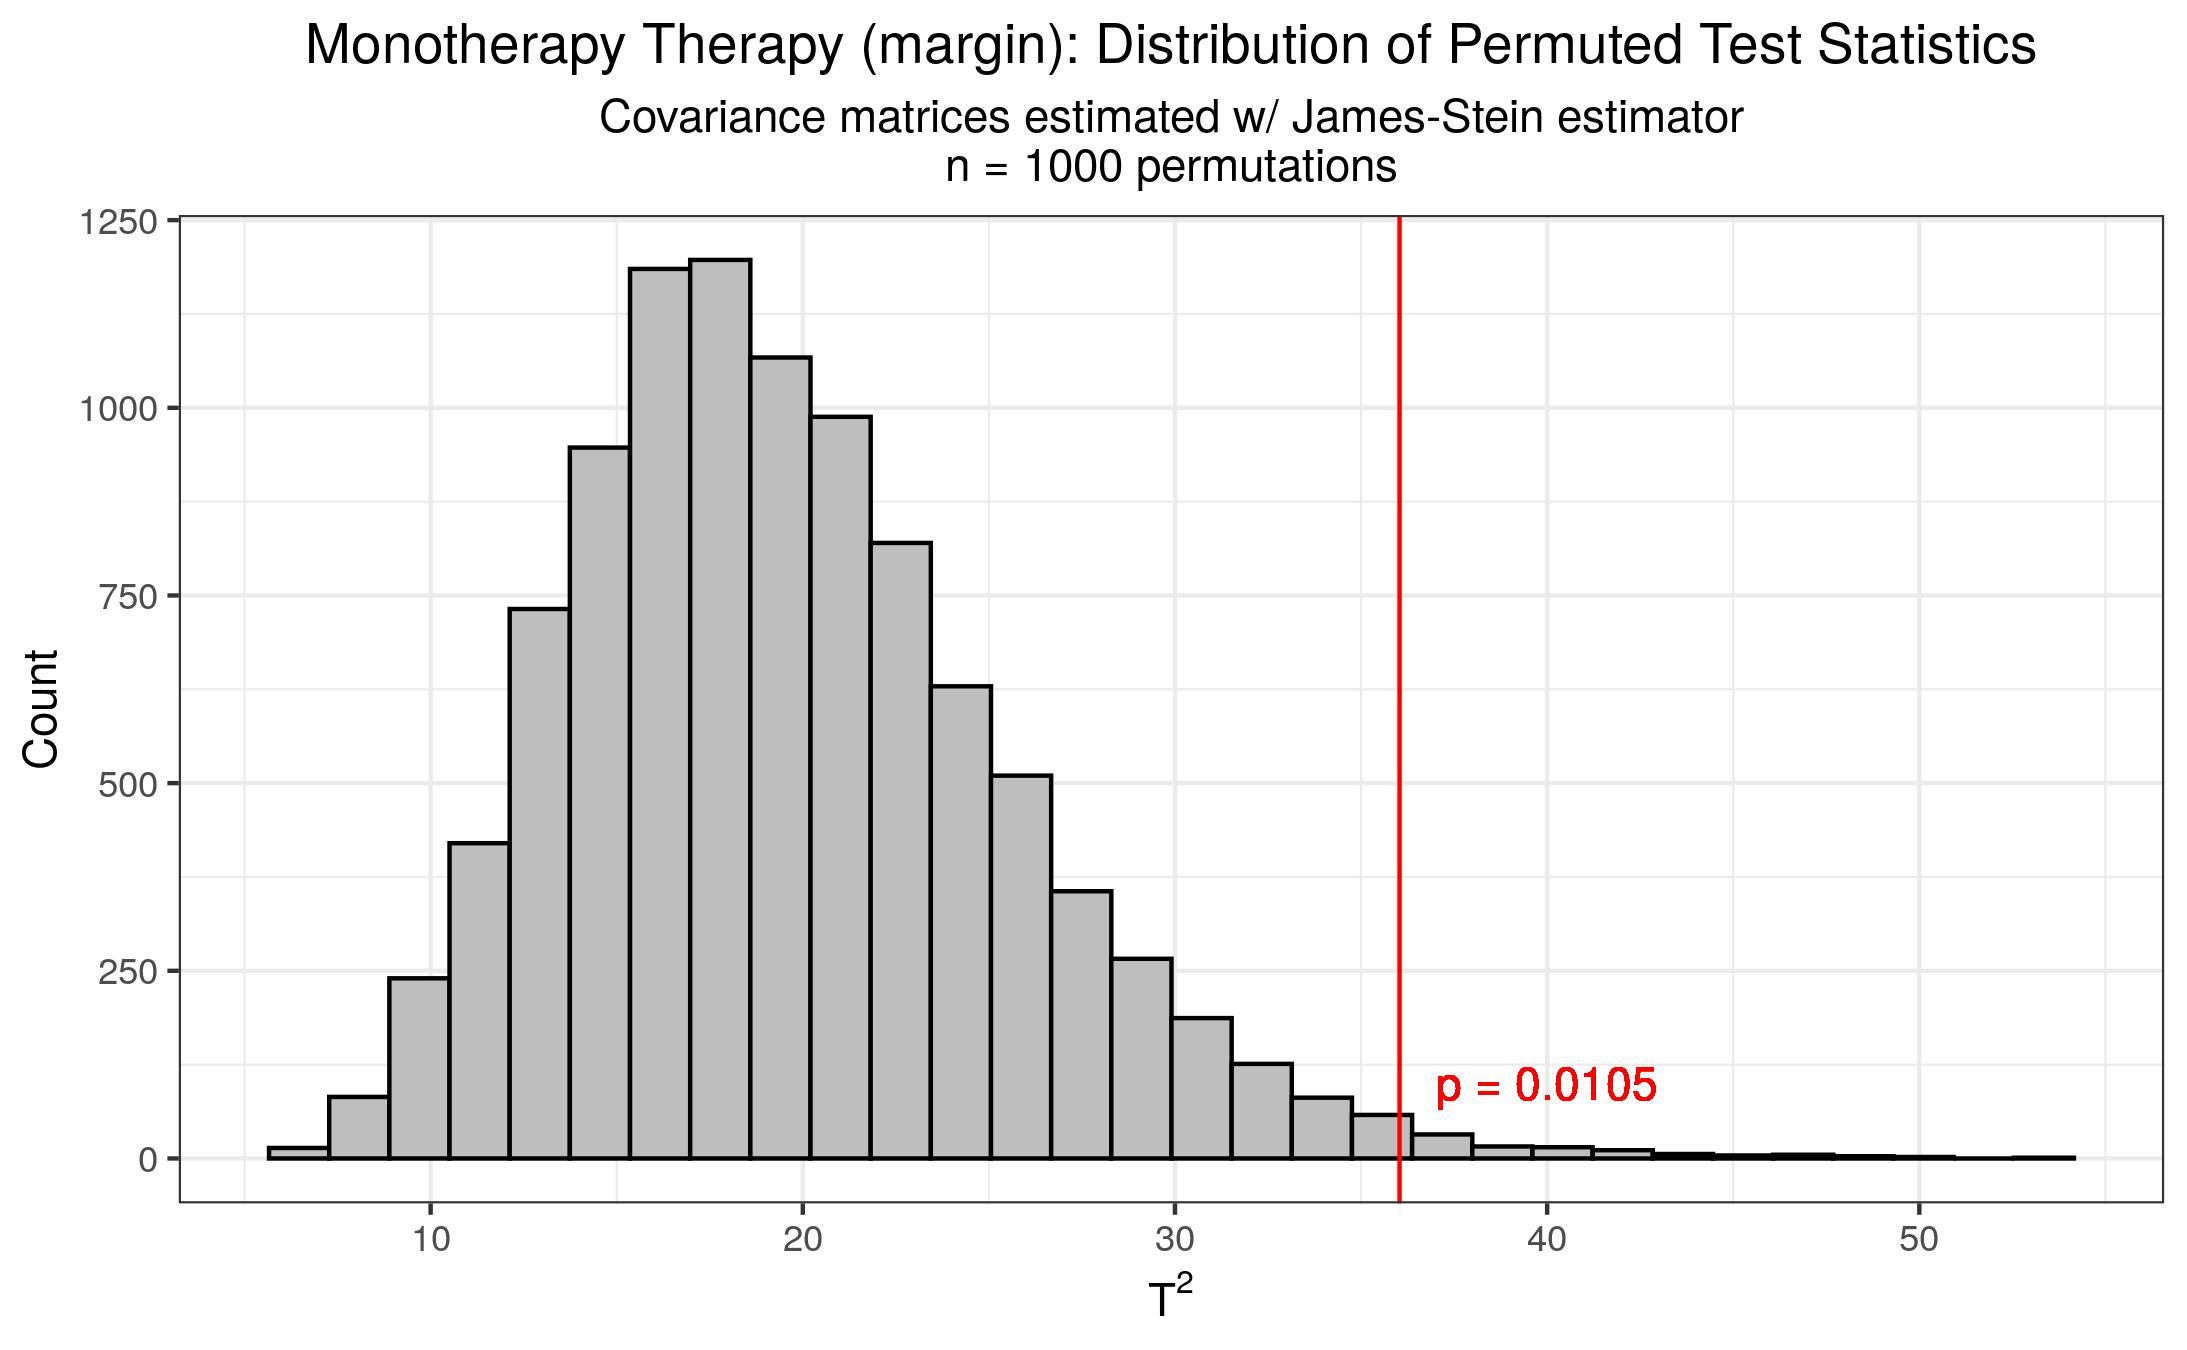 Monotherapy Therapy (margin): Distribution of Permuted Test Statistics
Covariance matrices estimated w/ James-Stein estimator
n = 1000 permutations
1250
1000
750
500
250
0
Count
p = 0.0105
10 20 30 40 50
T²